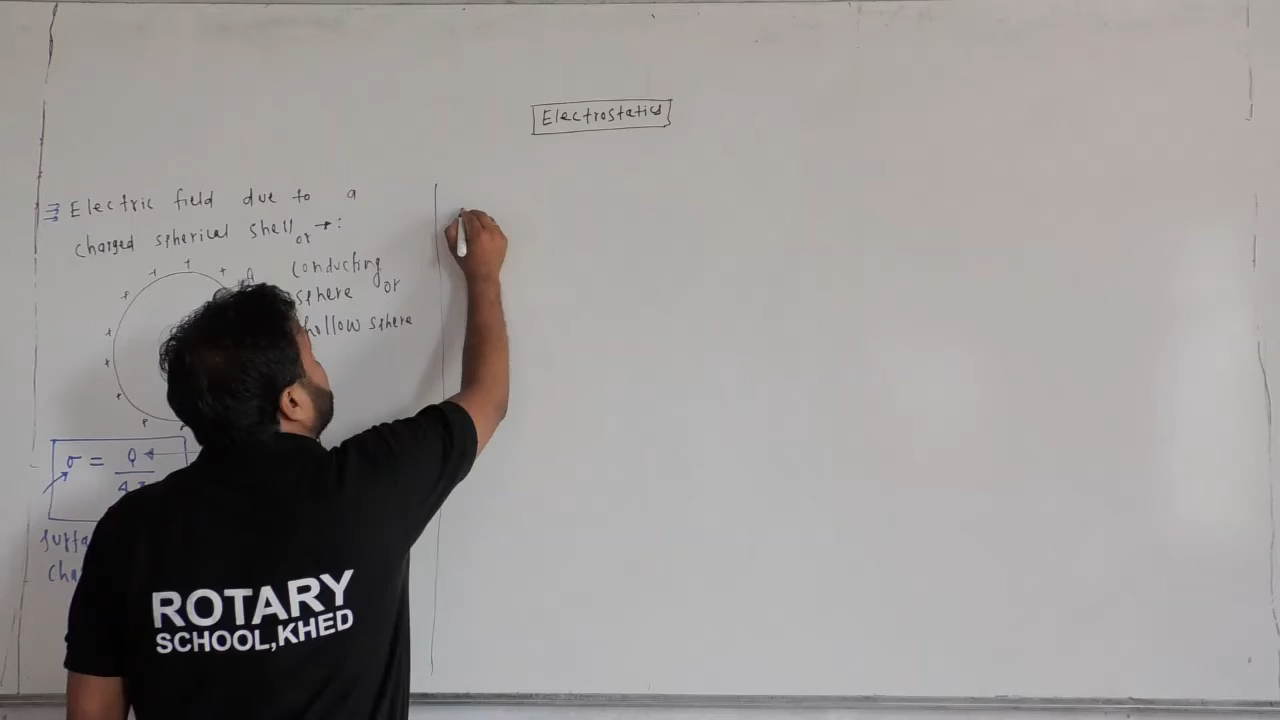 Electrostatics
Electric field due to a
charged spherical shell or →:
conducting
sphere or
hollow sphere
σ = Q
ROTARY
SCHOOL,KHED